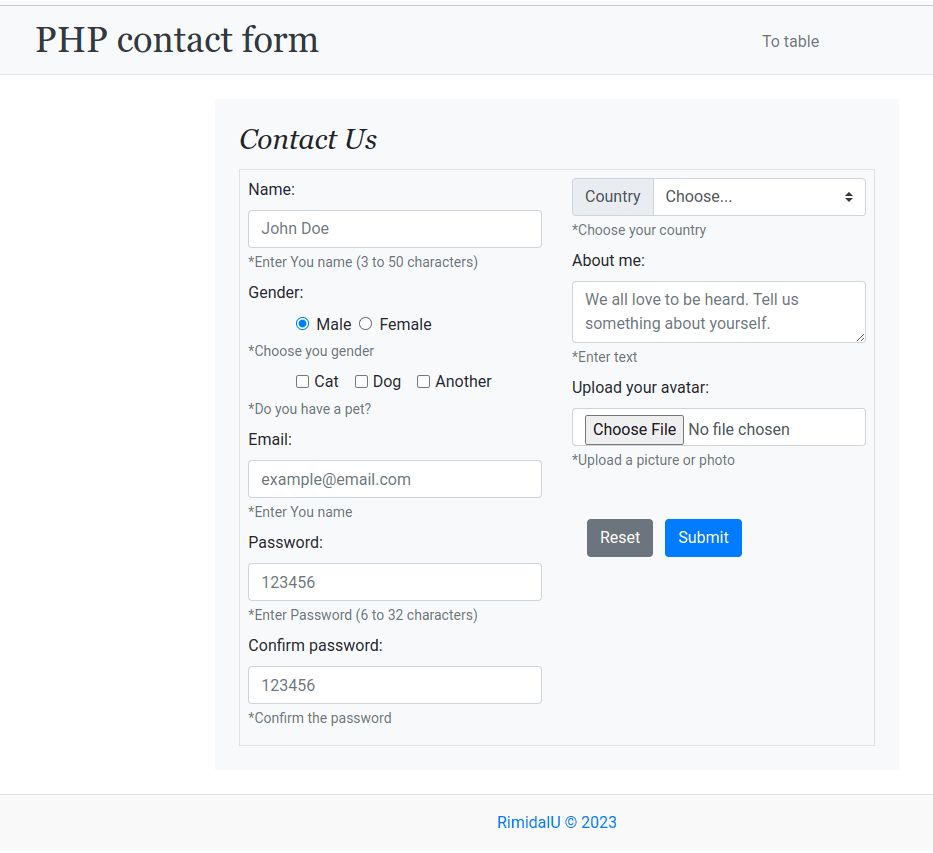 PHP contact form
To table
Contact Us
Name:
John Doe
*Enter You name (3 to 50 characters)
Gender:
Male Female
*Choose you gender
Cat Dog Another
*Do you have a pet?
Email:
example@email.com
*Enter You name
Password:
123456
*Enter Password (6 to 32 characters)
Confirm password:
123456
*Confirm the password
Country Choose...
*Choose your country
About me:
We all love to be heard. Tell us
something about yourself.
*Enter text
Upload your avatar:
Choose File No file chosen
*Upload a picture or photo
Reset Submit
RimidalU © 2023